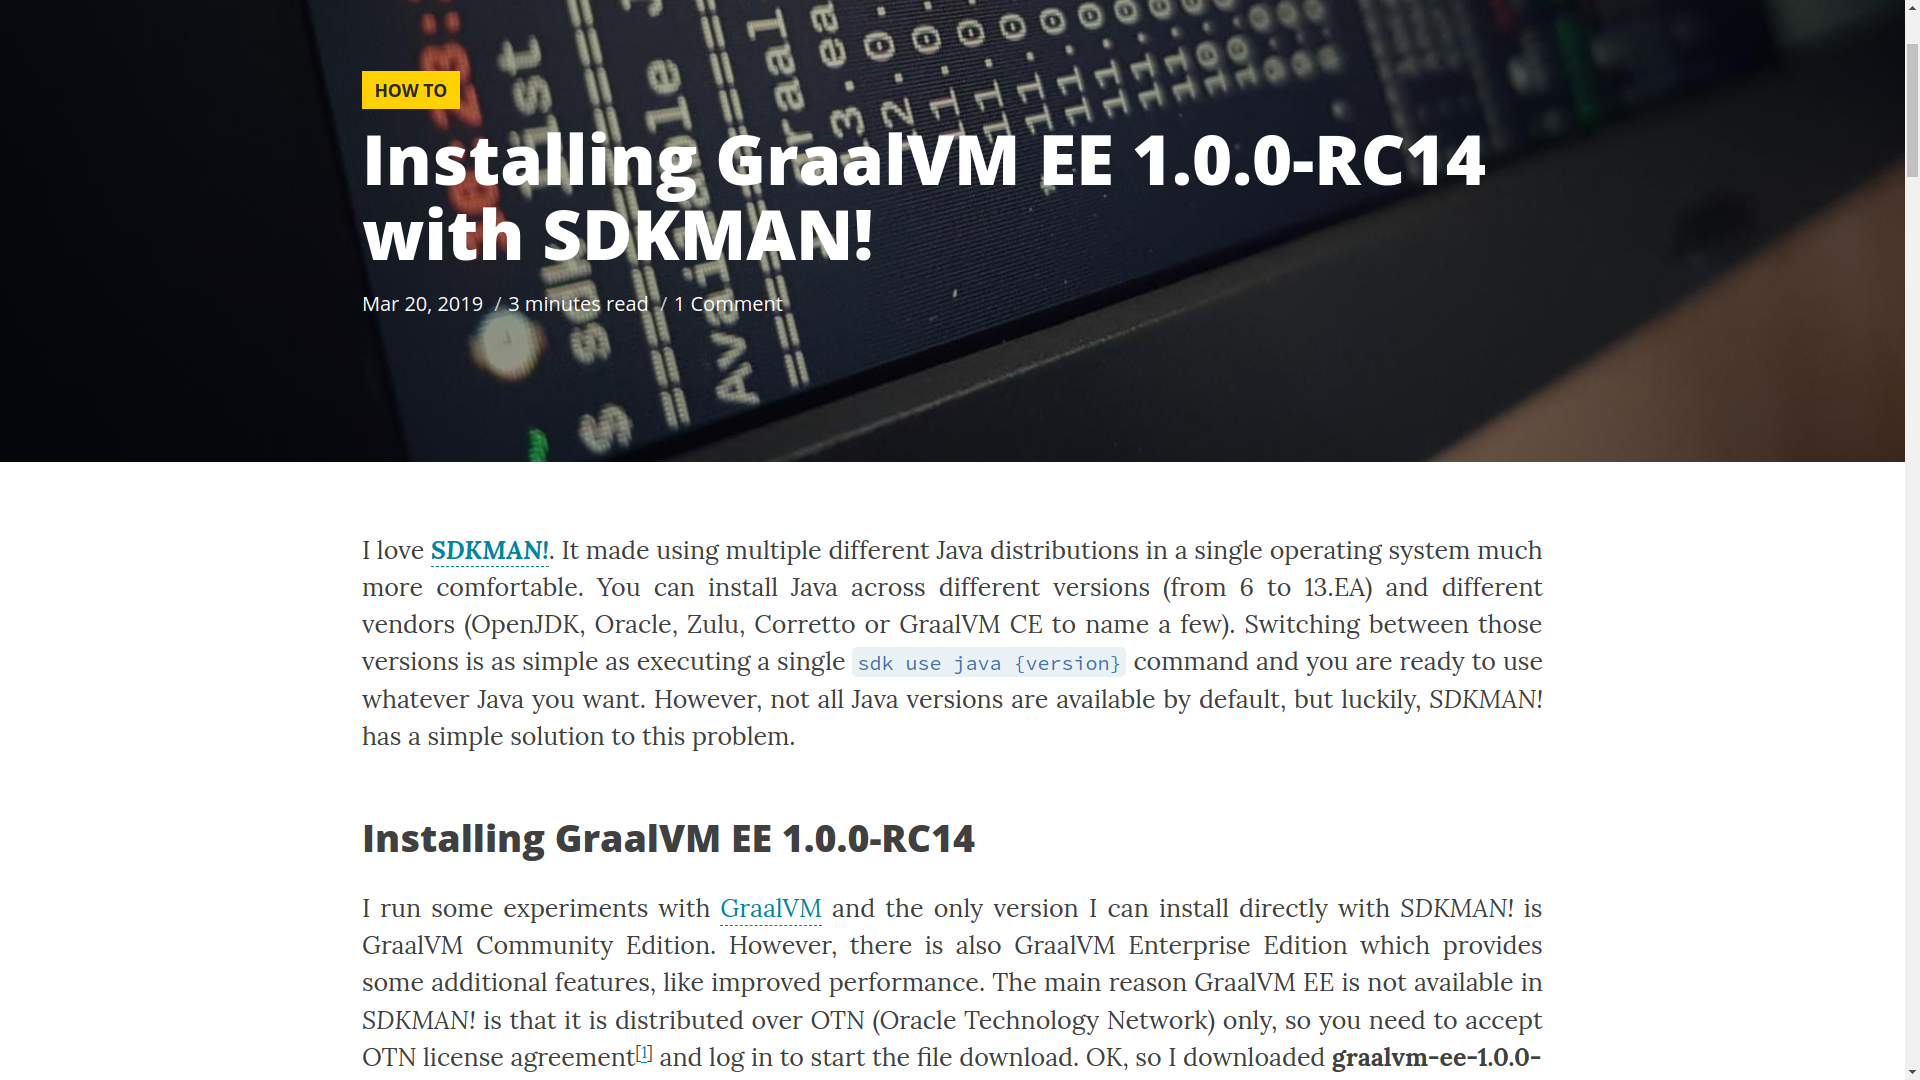 HOW TO
Installing GraalVM EE 1.0.0-RC14
with SDKMAN!
Mar 20, 2019 / 3 minutes read / 1 Comment
I love SDKMAN!. It made using multiple different Java distributions in a single operating system much
more comfortable. You can install Java across different versions (from 6 to 13.EA) and different
vendors (OpenJDK, Oracle, Zulu, Corretto or GraalVM CE to name a few). Switching between those
versions is as simple as executing a single sdk use java {version} command and you are ready to use
whatever Java you want. However, not all Java versions are available by default, but luckily, SDKMAN!
has a simple solution to this problem.
Installing GraalVM EE 1.0.0-RC14
I run some experiments with GraalVM and the only version I can install directly with SDKMAN! is
GraalVM Community Edition. However, there is also GraalVM Enterprise Edition which provides
some additional features, like improved performance. The main reason GraalVM EE is not available in
SDKMAN! is that it is distributed over OTN (Oracle Technology Network) only, so you need to accept
OTN license agreement[1] and log in to start the file download. OK, so I downloaded graalvm-ee-1.0.0-